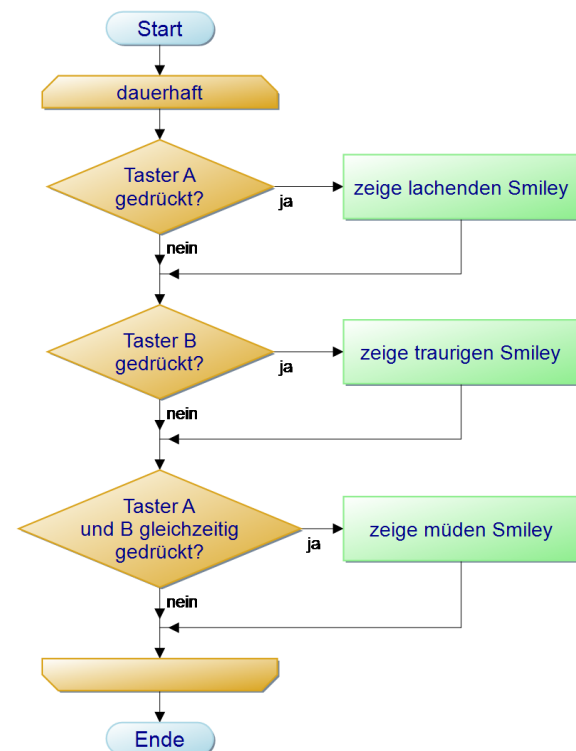 Start
dauerhaft
Taster A
gedrückt?
ja
zeige lachenden Smiley
nein
Taster B
gedrückt?
ja
zeige traurigen Smiley
nein
Taster A
und B gleichzeitig
gedrückt?
ja
zeige müden Smiley
nein
Ende